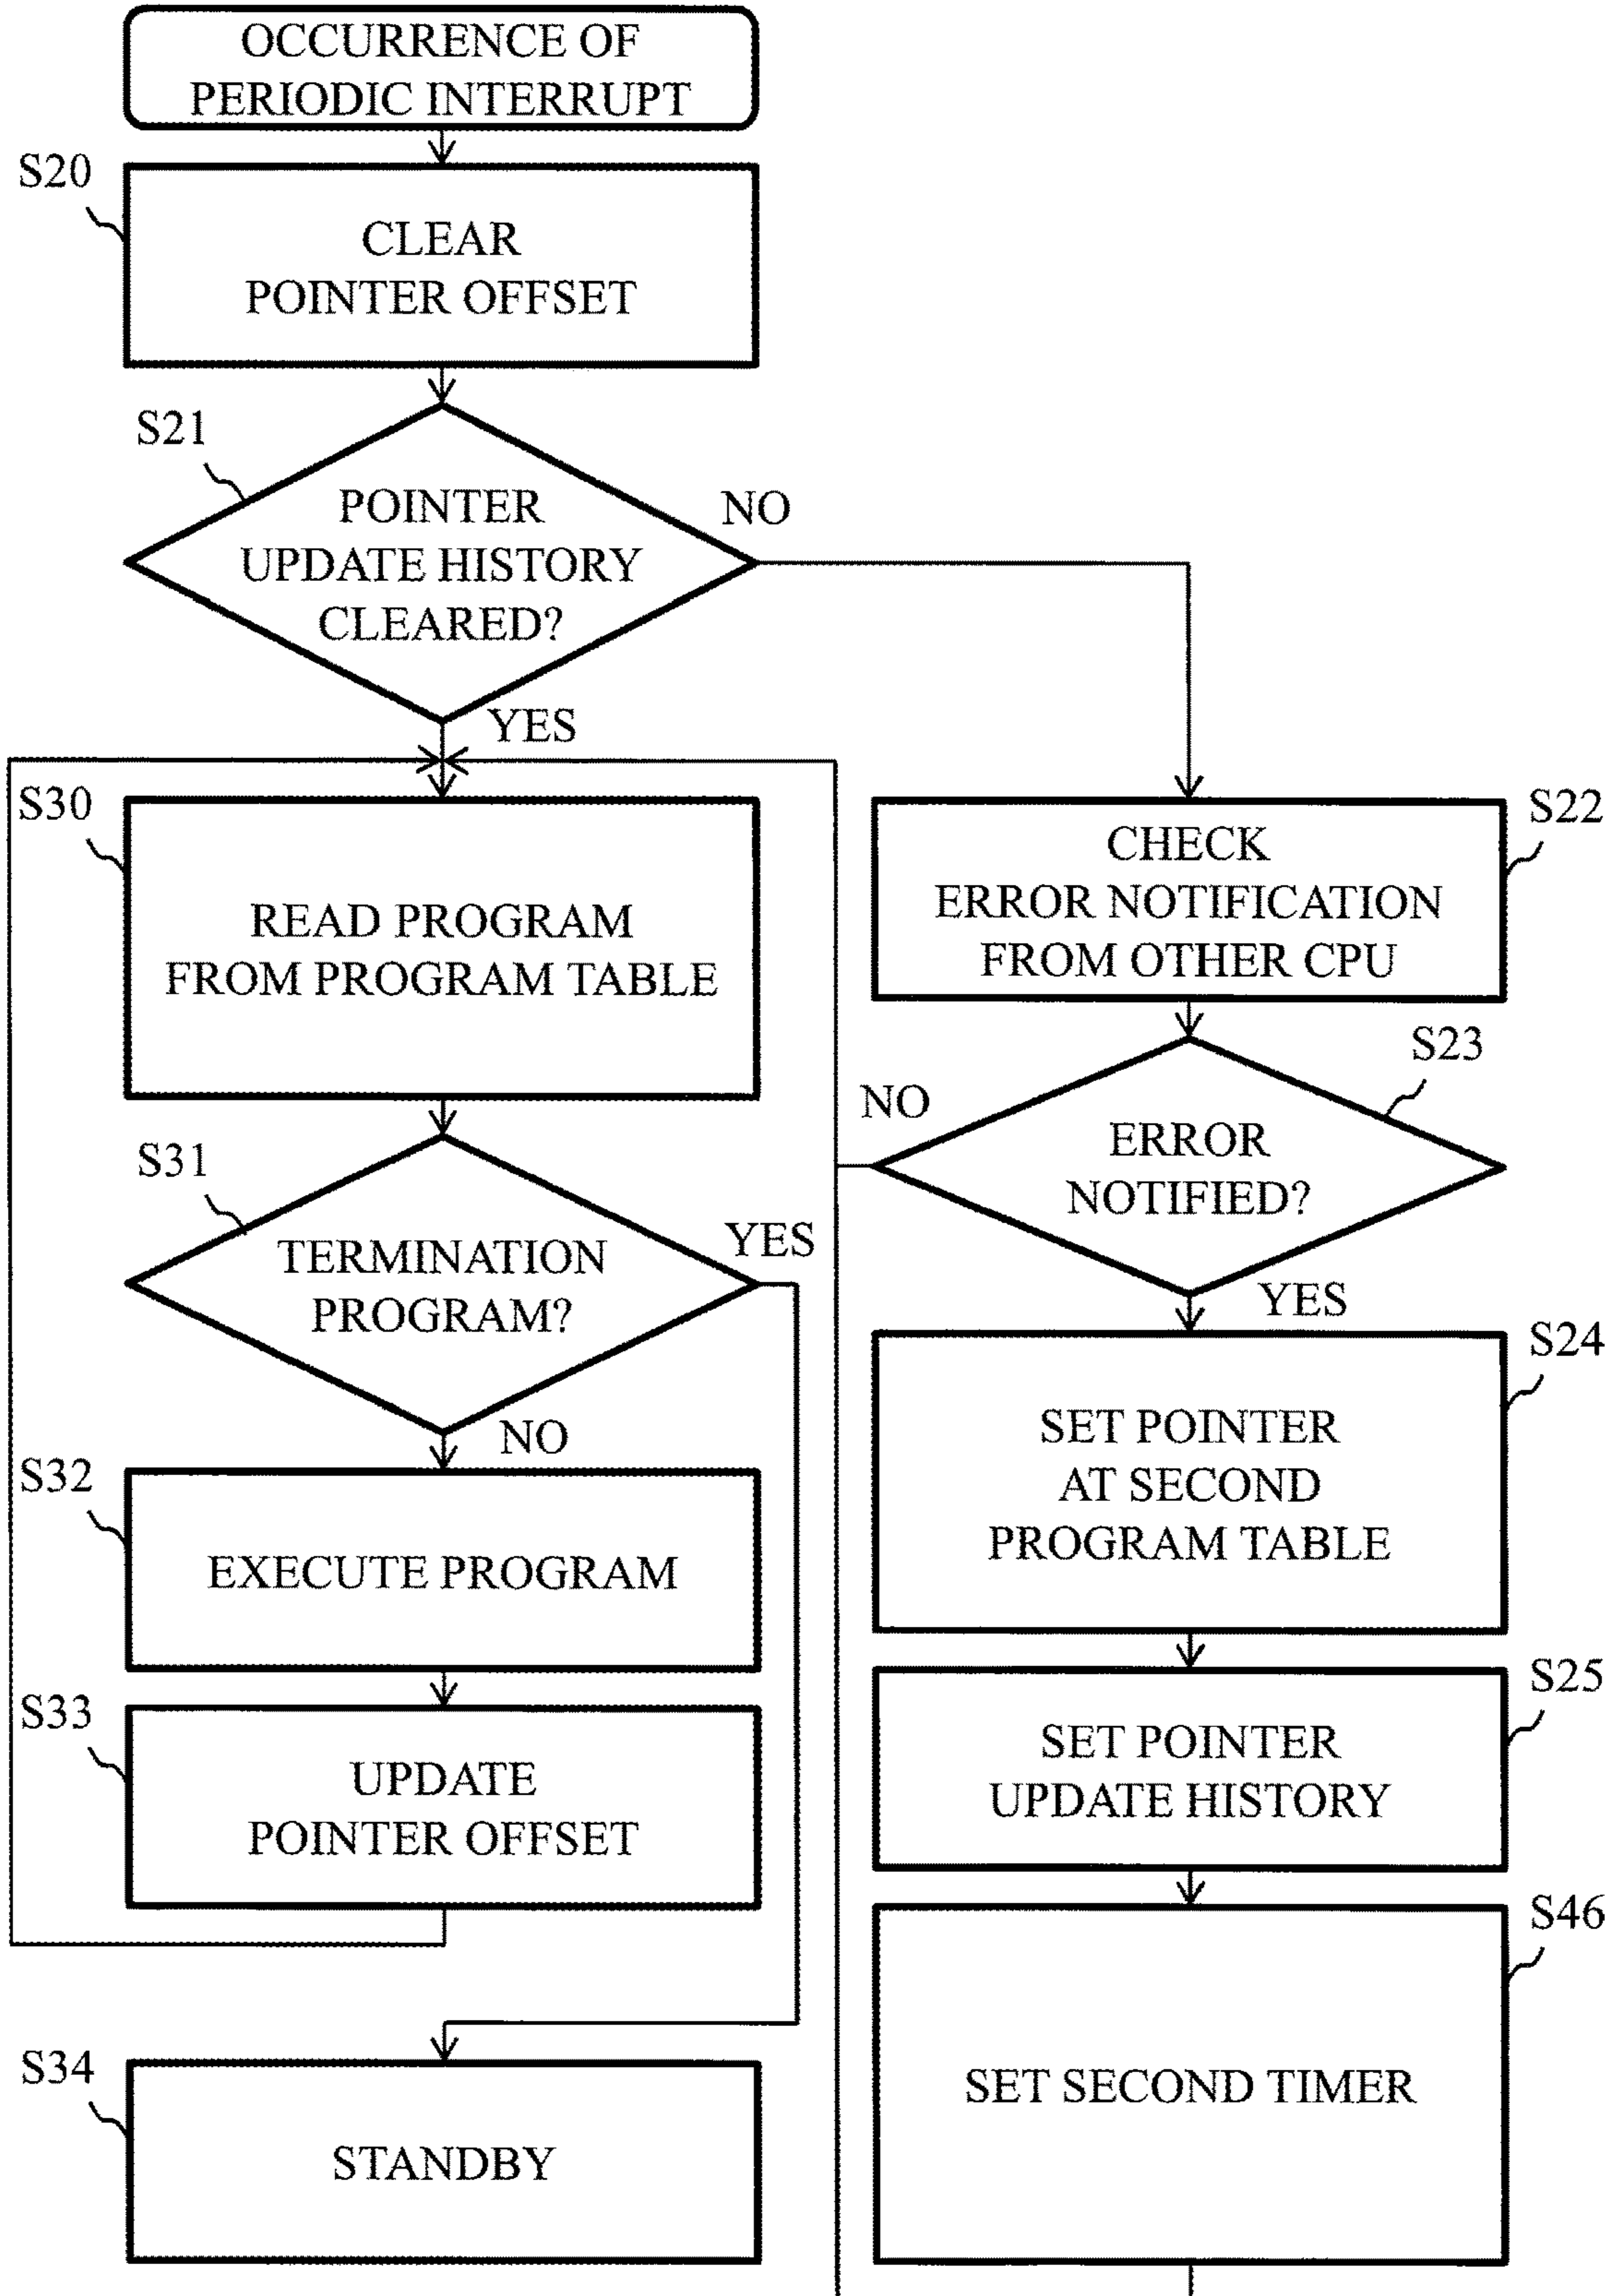 OCCURRENCE OF
PERIODIC INTERRUPT
S20
CLEAR
POINTER OFFSET
S21
POINTER
UPDATE HISTORY
CLEARED?
NO
YES
S30
READ PROGRAM
FROM PROGRAM TABLE
S31
TERMINATION
PROGRAM?
YES
NO
S32
EXECUTE PROGRAM
S33
UPDATE
POINTER OFFSET
S34
STANDBY
S22
CHECK
ERROR NOTIFICATION
FROM OTHER CPU
S23
NO
ERROR
NOTIFIED?
YES
S24
SET POINTER
AT SECOND
PROGRAM TABLE
S25
SET POINTER
UPDATE HISTORY
S46
SET SECOND TIMER